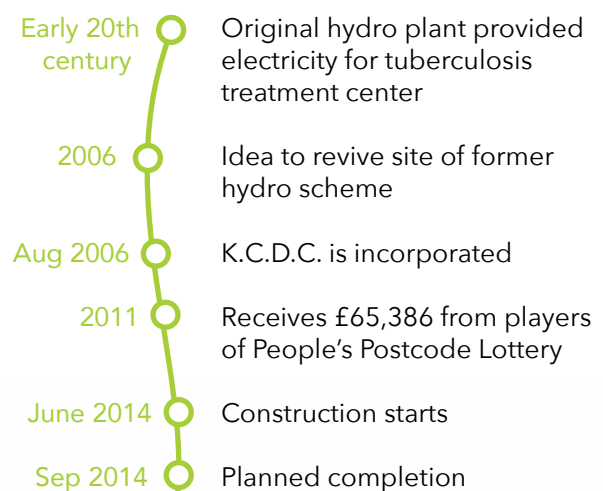 Early 20th century
Original hydro plant provided
electricity for tuberculosis
treatment center
2006
Idea to revive site of former
hydro scheme
Aug 2006
K.C.D.C. is incorporated
2011
Receives £65,386 from players
of People’s Postcode Lottery
June 2014
Construction starts
Sep 2014
Planned completion